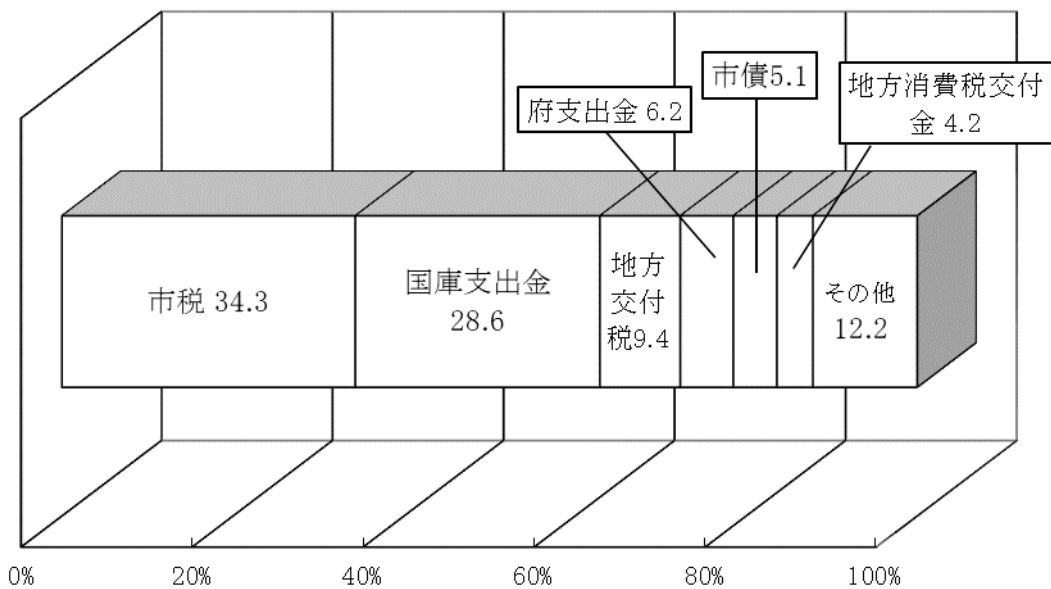 市債5.1
地方消費税交付
金 4.2
府支出金 6.2
市税 34.3
国庫支出金
28.6
地方
交付
税9.4
その他
12.2
0%
20%
40%
60%
80%
100%